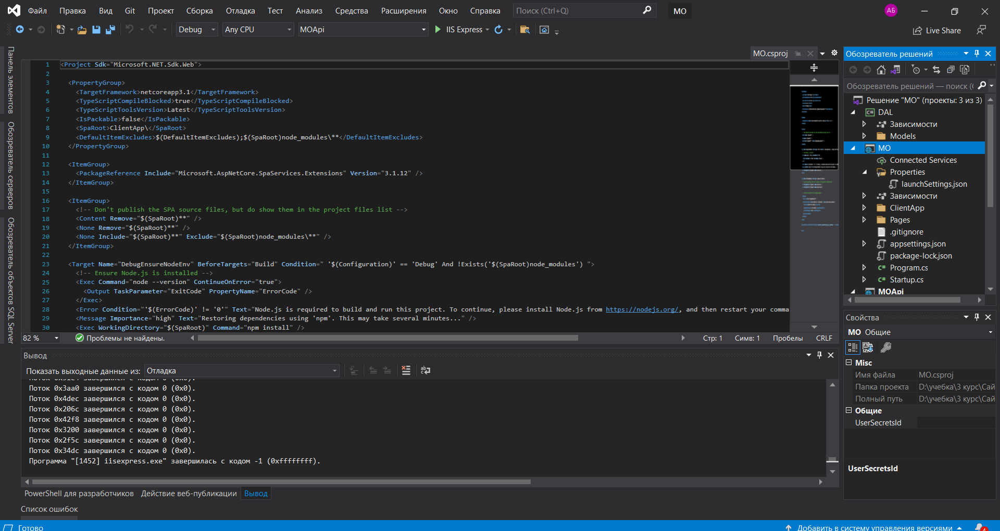 Файл Правка Вид Git Проект Сборка Отладка Тест Анализ Средства Расширения Окно Справка Поиск (Ctrl+Q) MO АБ
Debug Any CPU MOApi IIS Express Live Share
Панель элементов
Обозреватель серверов
Обозреватель объектов SQL Server
MO.csproj
1 <Project Sdk="Microsoft.NET.Sdk.Web">
2
3 <PropertyGroup>
4 <TargetFramework>netcoreapp3.1</TargetFramework>
5 <TypeScriptCompileBlocked>true</TypeScriptCompileBlocked>
6 <TypeScriptToolsVersion>Latest</TypeScriptToolsVersion>
7 <IsPackable>false</IsPackable>
8 <SpaRoot>ClientApp\</SpaRoot>
9 <DefaultItemExcludes>$(DefaultItemExcludes);$(SpaRoot)node_modules\**</DefaultItemExcludes>
10 </PropertyGroup>
11
12 <ItemGroup>
13 <PackageReference Include="Microsoft.AspNetCore.SpaServices.Extensions" Version="3.1.12" />
14 </ItemGroup>
15
16 <ItemGroup>
17 <!-- Don't publish the SPA source files, but do show them in the project files list -->
18 <Content Remove="$(SpaRoot)**" />
19 <None Remove="$(SpaRoot)**" />
20 <None Include="$(SpaRoot)**" Exclude="$(SpaRoot)node_modules\**" />
21 </ItemGroup>
22
23 <Target Name="DebugEnsureNodeEnv" BeforeTargets="Build" Condition=" '$(Configuration)' == 'Debug' And !Exists('$(SpaRoot)node_modules') ">
24 <!-- Ensure Node.js is installed -->
25 <Exec Command="node --version" ContinueOnError="true">
26 <Output TaskParameter="ExitCode" PropertyName="ErrorCode" />
27 </Exec>
28 <Error Condition="'$(ErrorCode)' != '0'" Text="Node.js is required to build and run this project. To continue, please install Node.js from https://nodejs.org/, and then restart your comma
29 <Message Importance="high" Text="Restoring dependencies using 'npm'. This may take several minutes..." />
30 <Exec WorkingDirectory="$(SpaRoot)" Command="npm install" />
82 % Проблемы не найдены. Стр: 1 Симв: 1 Пробелы CRLF
Вывод
Показать выходные данные из: Отладка
Поток 0x3aa0 завершился с кодом 0 (0x0).
Поток 0x4dec завершился с кодом 0 (0x0).
Поток 0x206c завершился с кодом 0 (0x0).
Поток 0x42f8 завершился с кодом 0 (0x0).
Поток 0x3200 завершился с кодом 0 (0x0).
Поток 0x2f5c завершился с кодом 0 (0x0).
Поток 0x34dc завершился с кодом 0 (0x0).
Программа "[1452] iisexpress.exe" завершилась с кодом -1 (0xffffffff).
PowerShell для разработчиков Действие веб-публикации Вывод
Список ошибок
Обозреватель решений
Обозреватель решений — поиск (
Решение "MO" (проекты: 3 из 3)
C# DAL
Зависимости
Models
MO
Connected Services
Properties
launchSettings.json
Зависимости
ClientApp
Pages
.gitignore
appsettings.json
package-lock.json
C# Program.cs
C# Startup.cs
MOApi
Свойства
MO Общие
Misc
Имя файла MO.csproj
Папка проекта D:\учебка\3 курс\Сай
Полный путь D:\учебка\3 курс\Сай
Общие
UserSecretsId
UserSecretsId
Готово Добавить в систему управления версиями 4